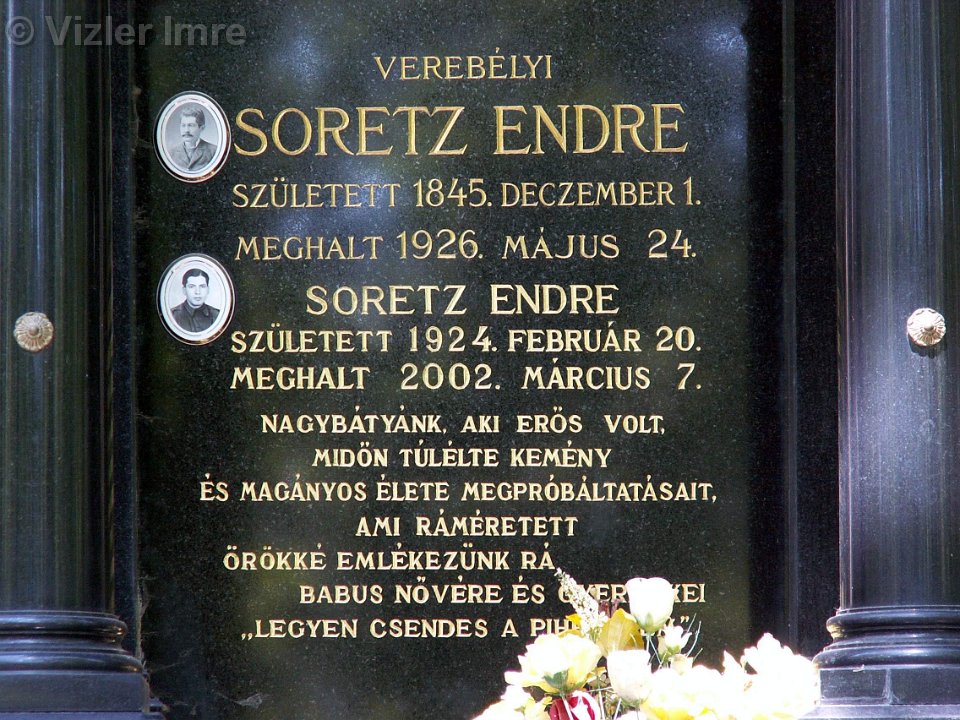 © Vizler Imre
VEREBÉLYI
SORETZ ENDRE
SZÜLETETT 1845. DECZEMBER 1.
MEGHALT 1926. MÁJUS 24.
SORETZ ENDRE
SZÜLETETT 1924. FEBRUÁR 20.
MEGHALT 2002. MÁRCIUS 7.
NAGYBÁTYÁNK, AKI ERŐS VOLT,
MIDŐN TÚLÉLTE KEMÉNY
ÉS MAGÁNYOS ÉLETE MEGPRÓBÁLTATÁSAIT,
AMI RÁMÉRETETT
ÖRÖKKÉ EMLÉKEZÜNK RÁ,
BABUS NŐVÉRE ÉS
„LEGYEN CSENDES A